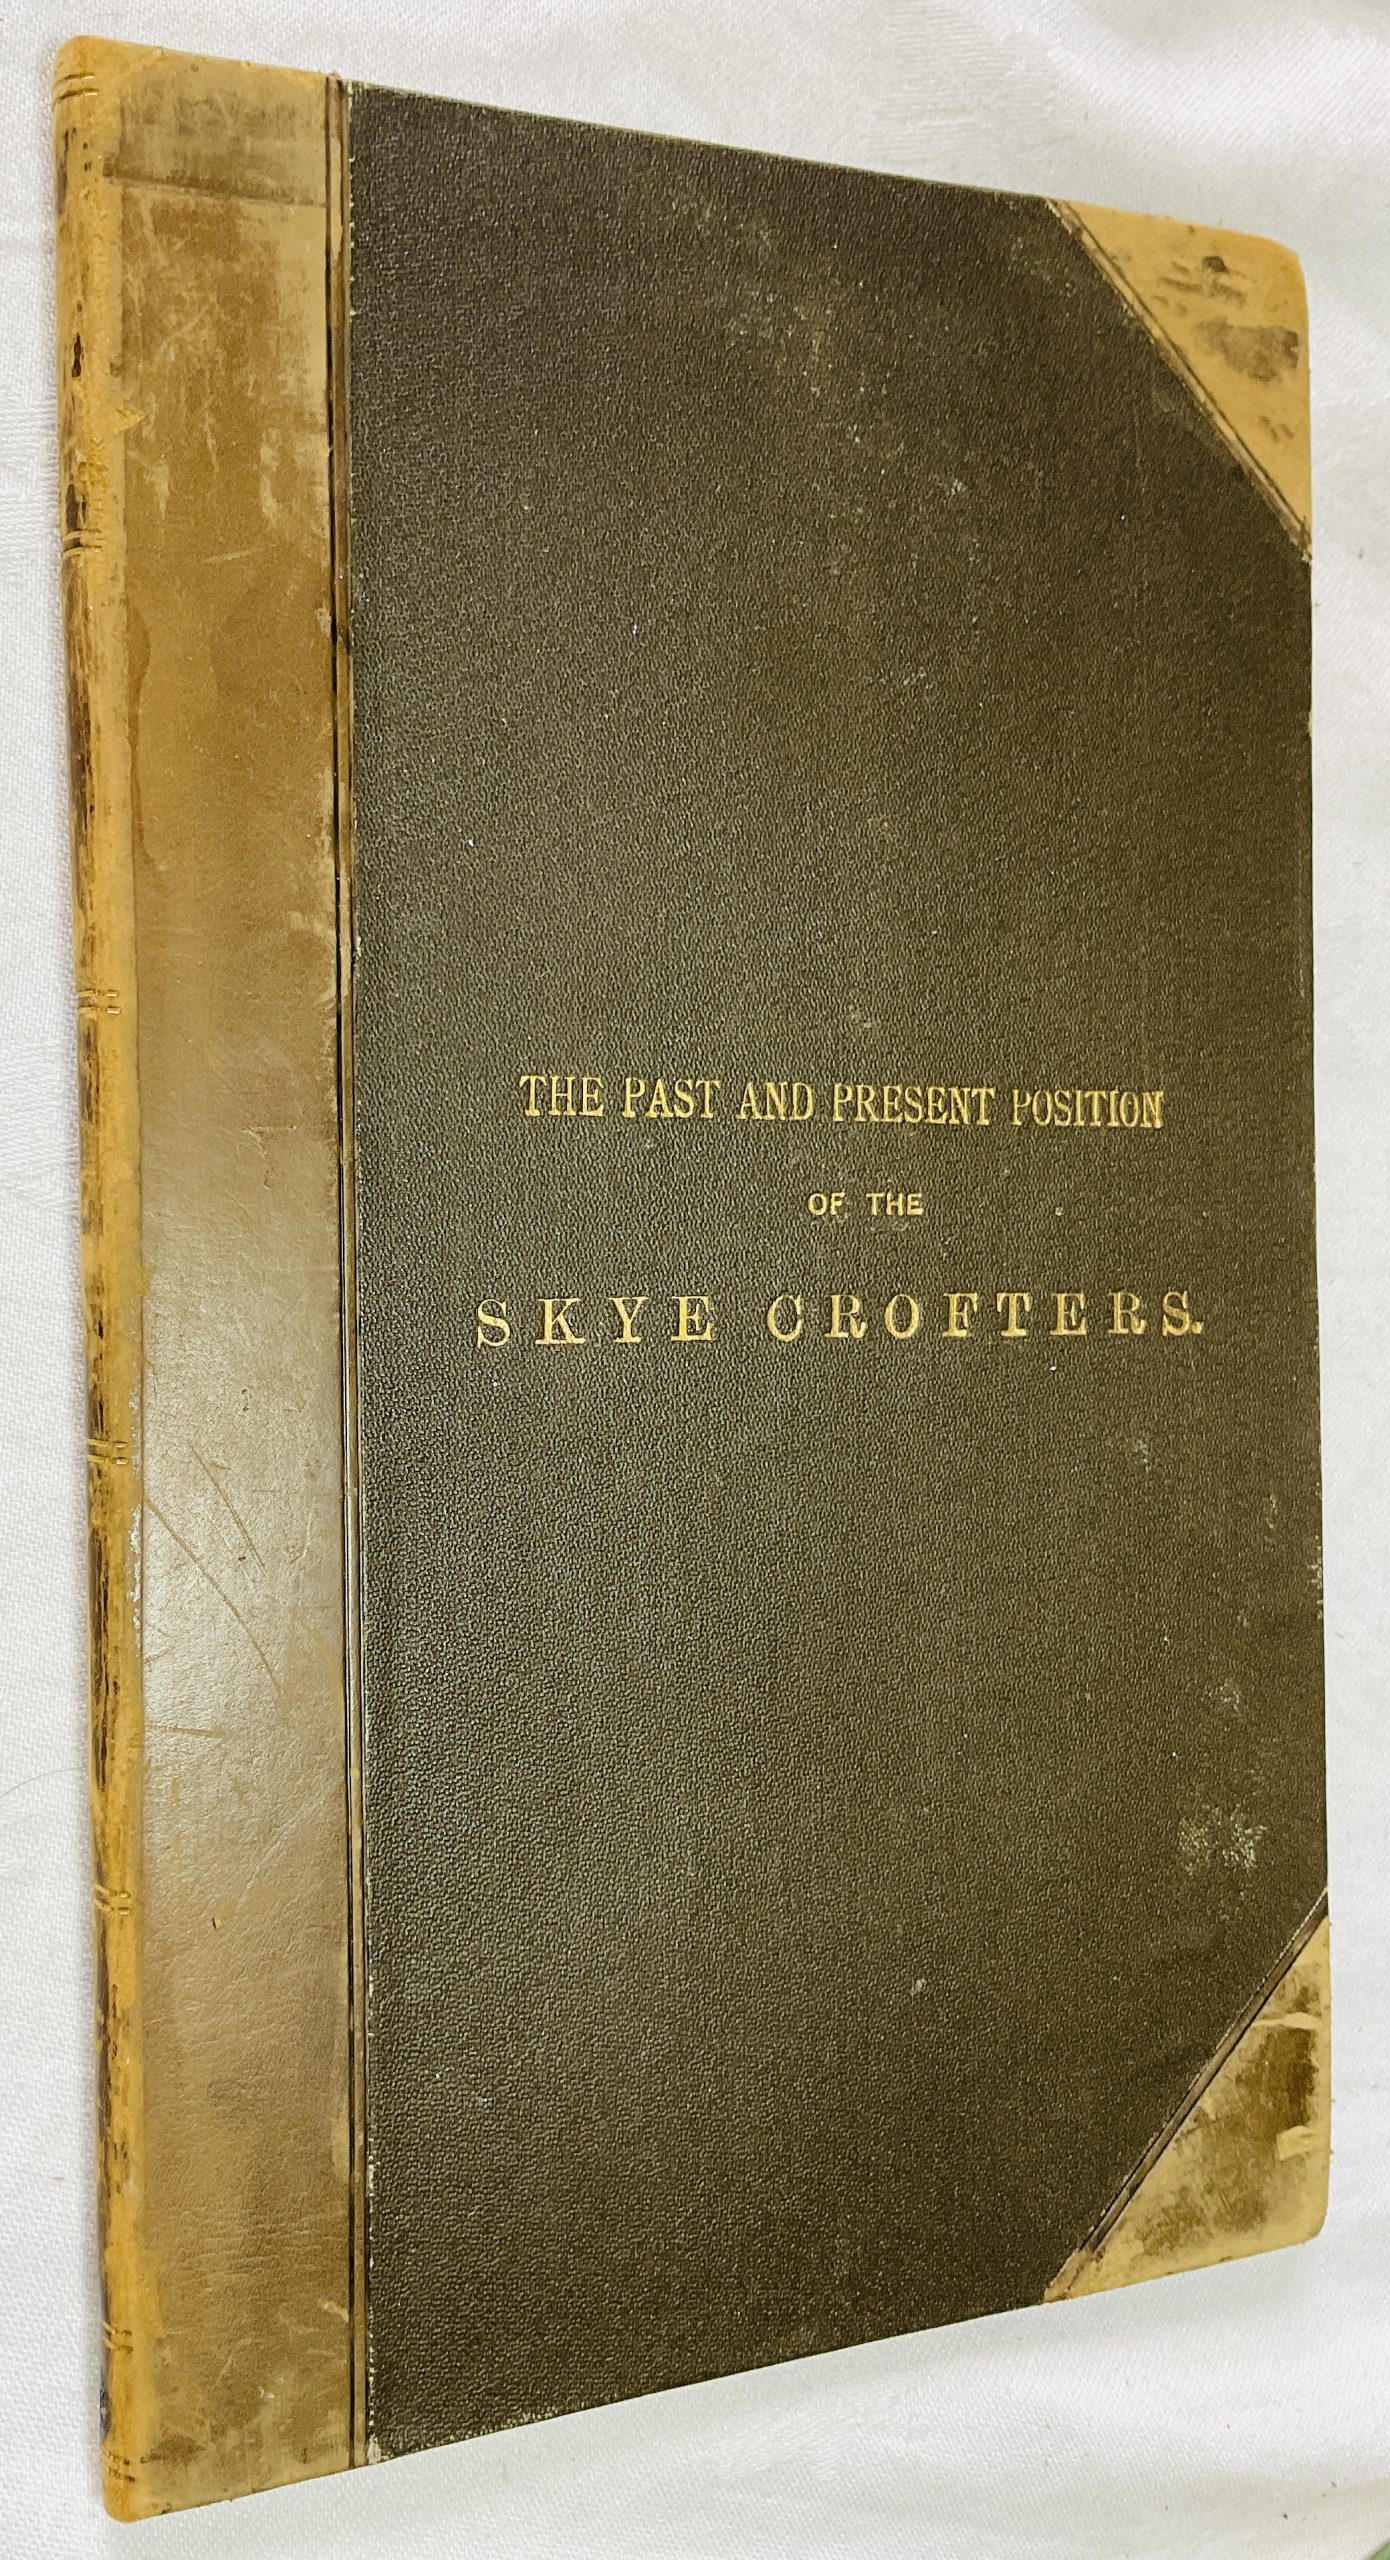 THE PAST AND PRESENT POSITION
OF THE
SKYE CROFTERS.